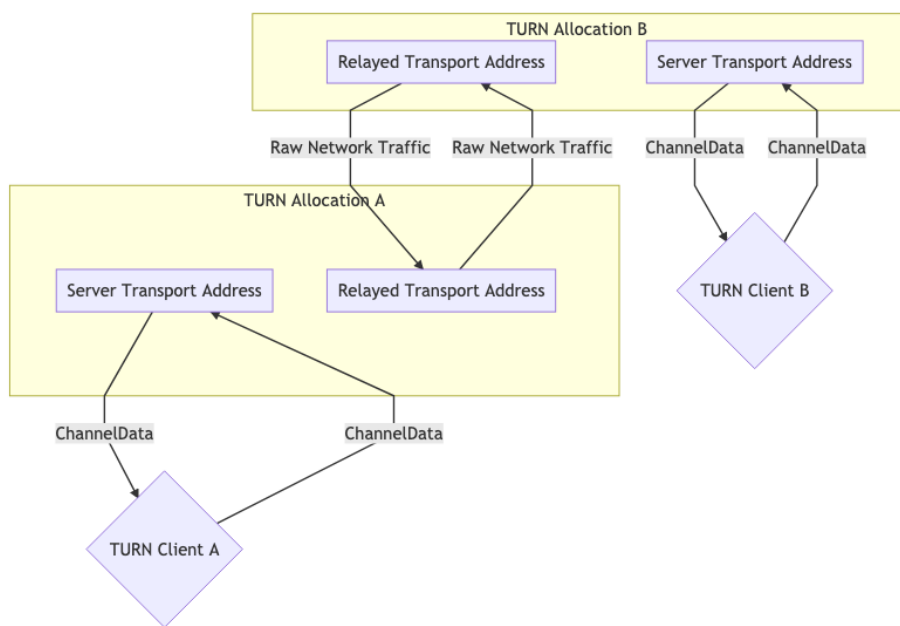 TURN Allocation B
Relayed Transport Address
Server Transport Address
Raw Network Traffic
Raw Network Traffic
ChannelData
ChannelData
TURN Allocation A
Server Transport Address
Relayed Transport Address
TURN Client B
ChannelData
ChannelData
TURN Client A